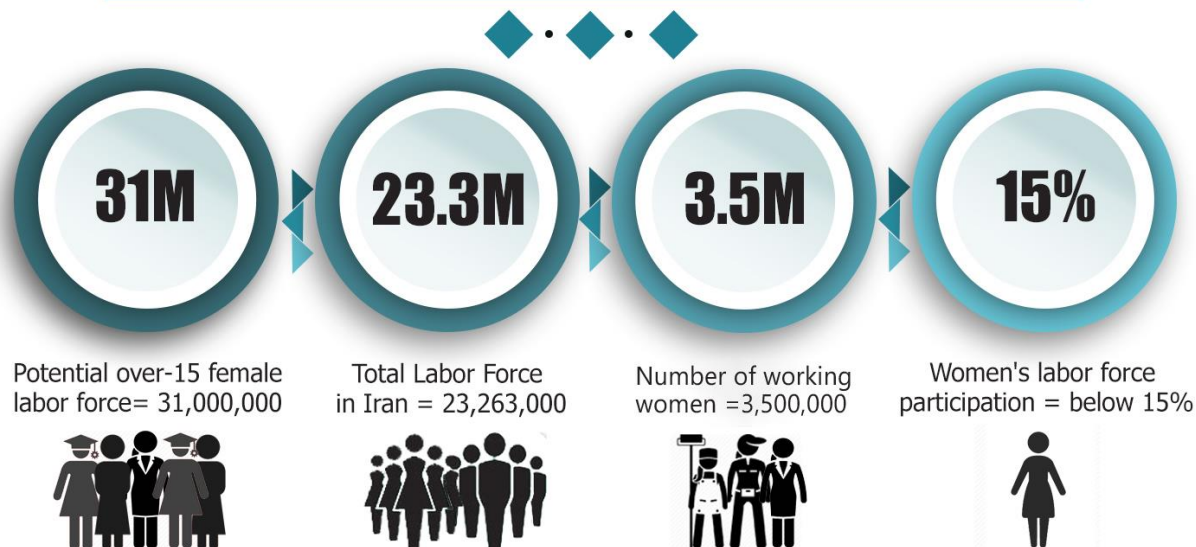 31M
23.3M
3.5M
15%
Potential over-15 female
labor force= 31,000,000
Total Labor Force
in Iran = 23,263,000
Number of working
women =3,500,000
Women's labor force
participation = below 15%